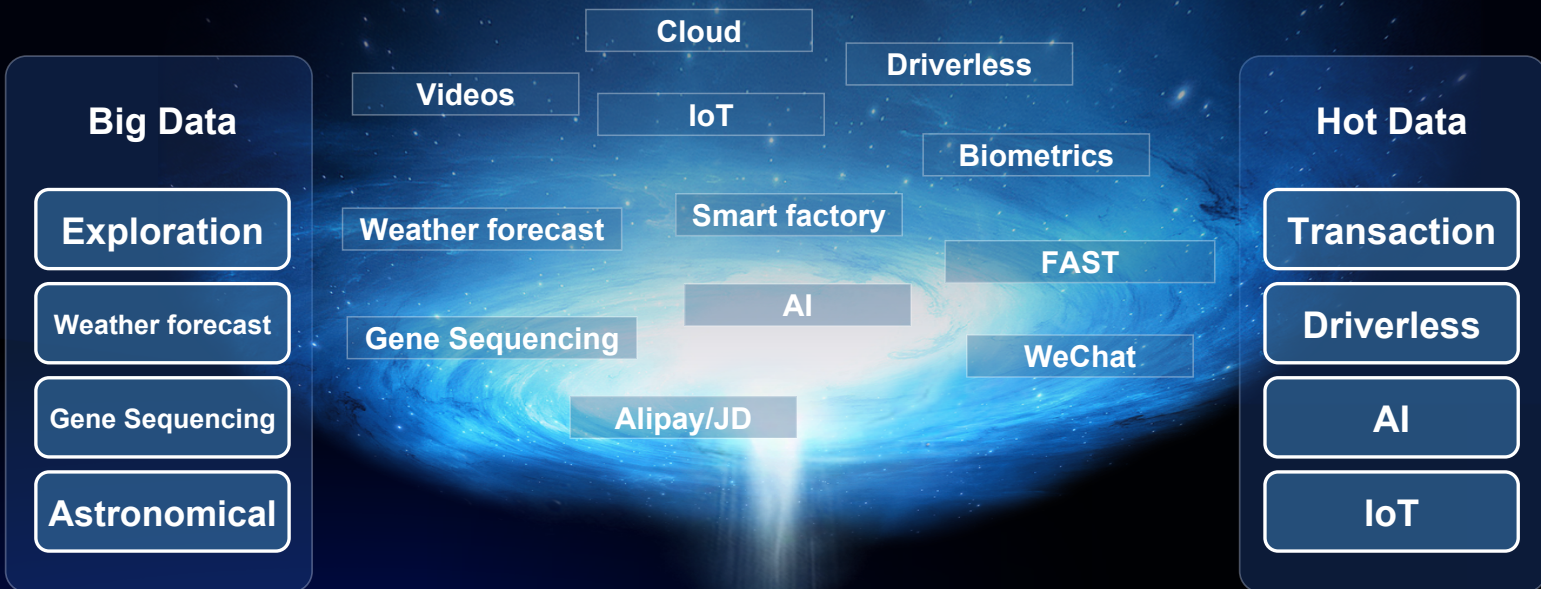 Big Data
Exploration
Weather forecast
Gene Sequencing
Astronomical
Cloud
Driverless
Videos
IoT
Biometrics
Smart factory
Weather forecast
FAST
AI
Gene Sequencing
WeChat
Alipay/JD
Hot Data
Transaction
Driverless
AI
IoT